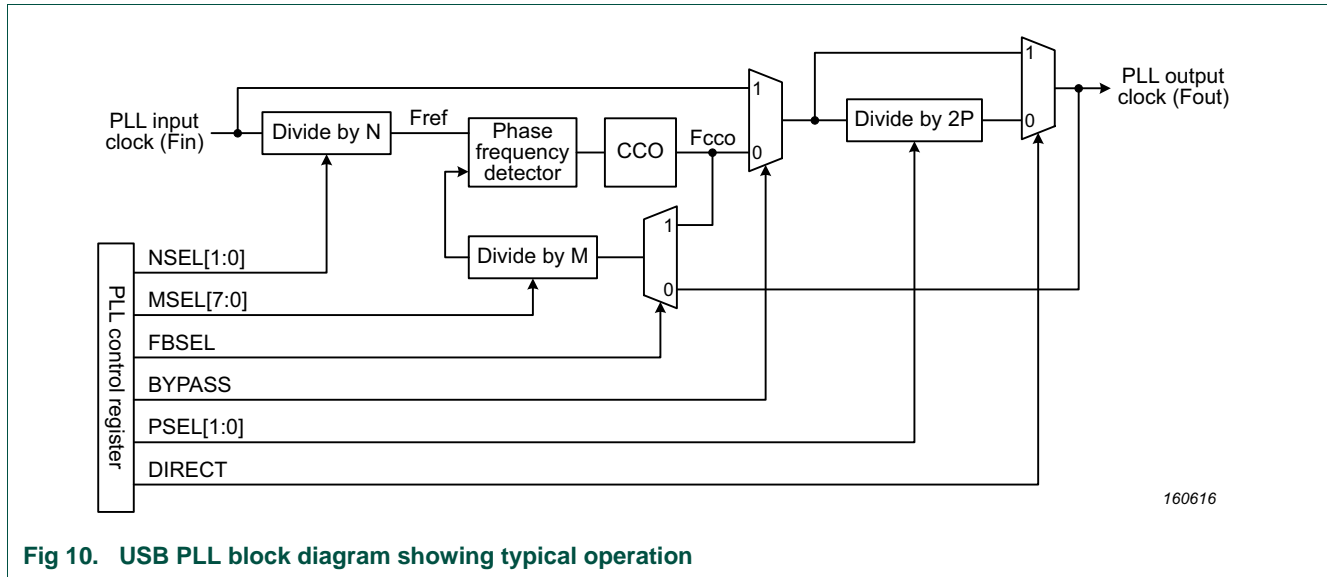 PLL input
clock (Fin)
Divide by N
Fref
Phase
frequency
detector
CCO
Fcco
1
0
Divide by 2P
1
0
PLL output
clock (Fout)
Divide by M
1
0
PLL control register
NSEL[1:0]
MSEL[7:0]
FBSEL
BYPASS
PSEL[1:0]
DIRECT
160616
Fig 10. USB PLL block diagram showing typical operation